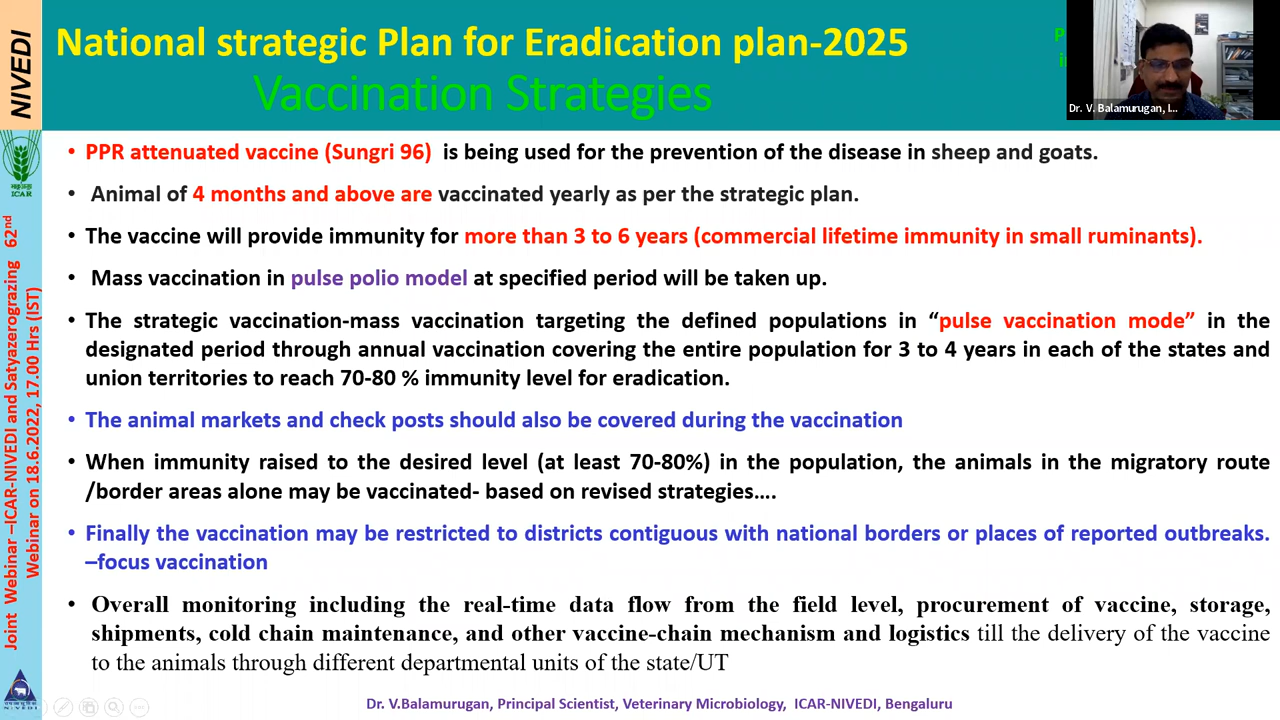 NIVEDI
National strategic Plan for Eradication plan-2025
Vaccination Strategies
Dr. V. Balamurugan, I...
ICAR
Joint Webinar –ICAR-NIVEDI and Satyazerograzing 62nd
Webinar on 18.6.2022, 17.00 Hrs (IST)
• PPR attenuated vaccine (Sungri 96) is being used for the prevention of the disease in sheep and goats.
• Animal of 4 months and above are vaccinated yearly as per the strategic plan.
• The vaccine will provide immunity for more than 3 to 6 years (commercial lifetime immunity in small ruminants).
• Mass vaccination in pulse polio model at specified period will be taken up.
• The strategic vaccination-mass vaccination targeting the defined populations in “pulse vaccination mode” in the
designated period through annual vaccination covering the entire population for 3 to 4 years in each of the states and
union territories to reach 70-80 % immunity level for eradication.
• The animal markets and check posts should also be covered during the vaccination
• When immunity raised to the desired level (at least 70-80%) in the population, the animals in the migratory route
/border areas alone may be vaccinated- based on revised strategies….
• Finally the vaccination may be restricted to districts contiguous with national borders or places of reported outbreaks.
–focus vaccination
• Overall monitoring including the real-time data flow from the field level, procurement of vaccine, storage,
shipments, cold chain maintenance, and other vaccine-chain mechanism and logistics till the delivery of the vaccine
to the animals through different departmental units of the state/UT
NIVEDI
Dr. V.Balamurugan, Principal Scientist, Veterinary Microbiology, ICAR-NIVEDI, Bengaluru